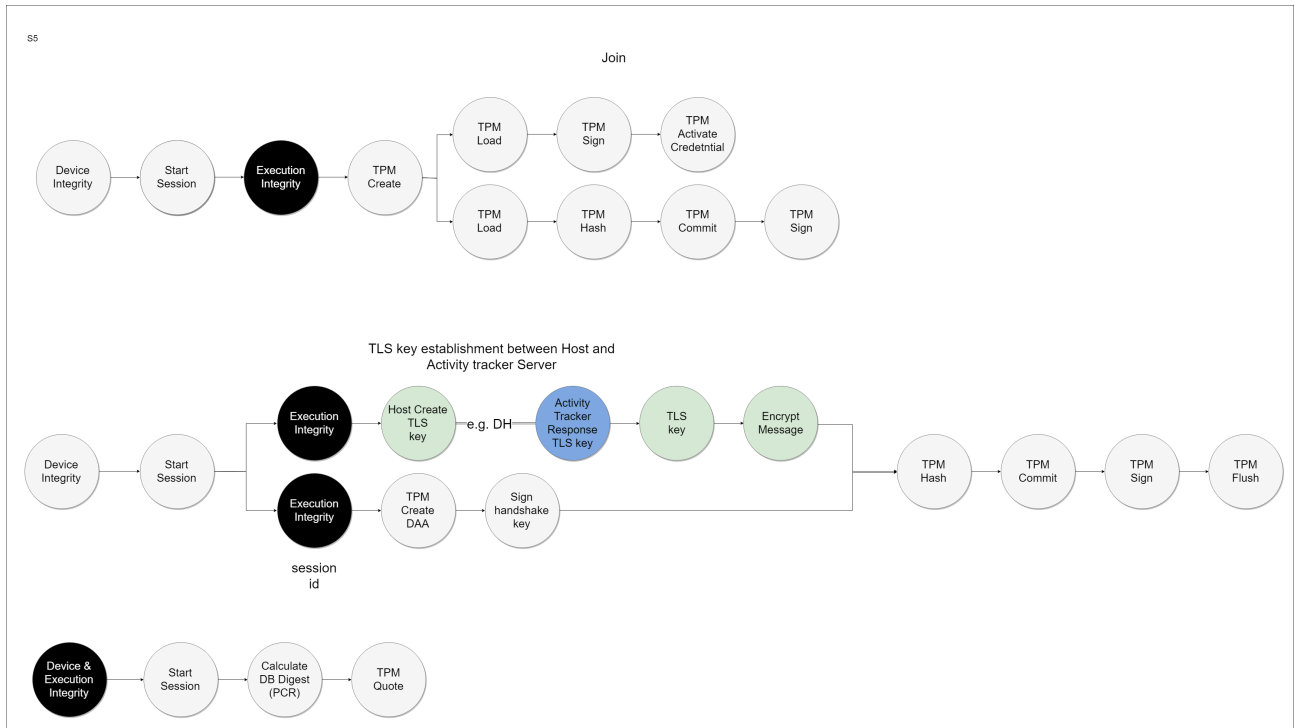 S5
Join
TPM
Load
TPM
Sign
TPM
Activate
Credetntial
Device
Integrity
Start
Session
Execution
Integrity
TPM
Create
TPM
Load
TPM
Hash
TPM
Commit
TPM
Sign
TLS key establishment between Host and
Activity tracker Server
Execution
Integrity
Host Create
TLS
key
e.g. DH
Activity
Tracker
Response
TLS key
TLS
key
Encrypt
Message
Device
Integrity
Start
Session
TPM
Hash
TPM
Commit
TPM
Sign
TPM
Flush
Execution
Integrity
TPM
Create
DAA
Sign
handshake
key
session
id
Device &
Execution
Integrity
Start
Session
Calculate
DB Digest
(PCR)
TPM
Quote